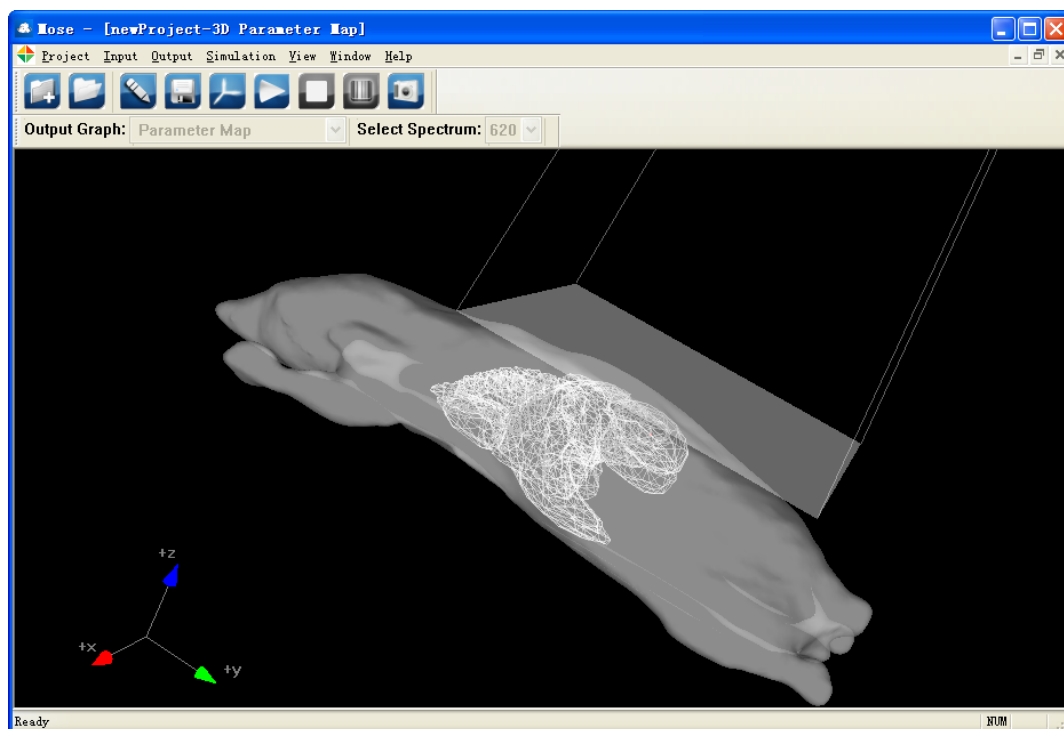 Mose - [newProject-3D Parameter Map]
Project Input Output Simulation View Window Help
Output Graph: Parameter Map Select Spectrum: 620
+z
+x
+y
Ready NUM